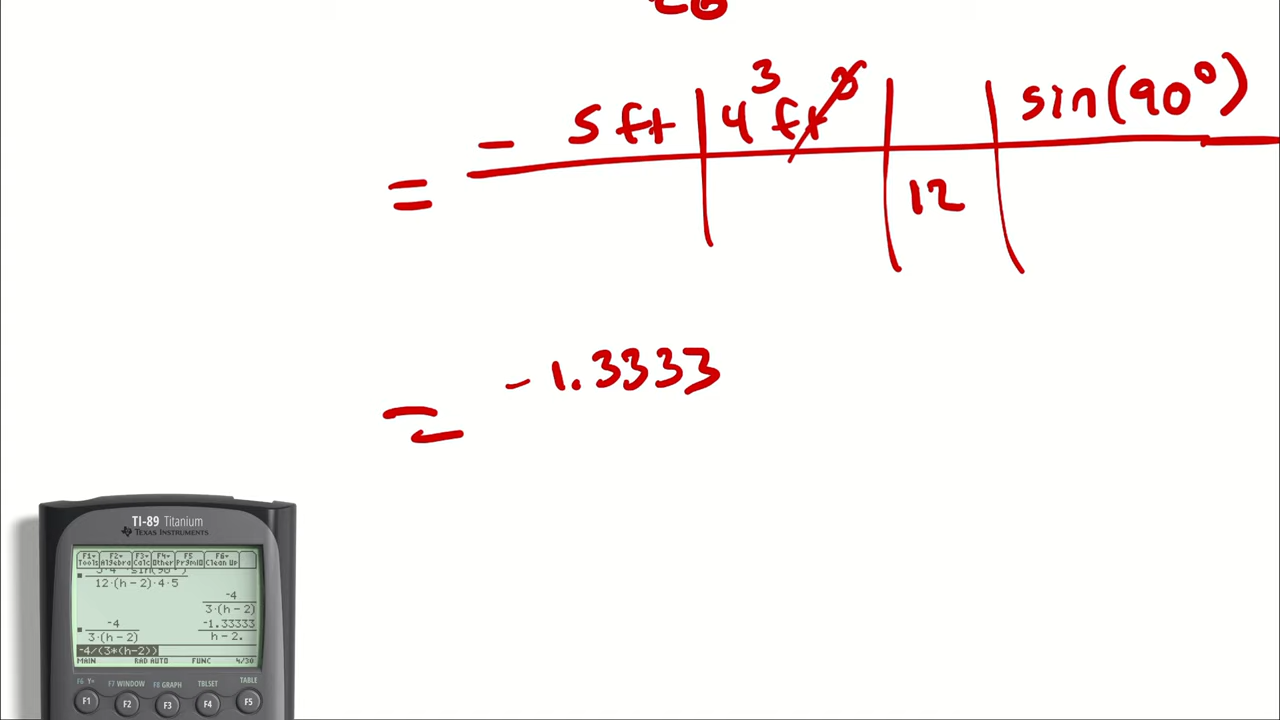 - 5 ft | 4³ ft³ | | sin(90°)
= 12
= -1.3333
TI-89 Titanium
TEXAS INSTRUMENTS
F1▾ F2▾ F3▾ F4▾ F5 F6▾
Tools Algebra Calc Other PrgmIO Clean Up
12·(h-2)·4·5
-4
3·(h-2)
-4 -1.33333
3·(h-2) h-2.
-4/(3*(h-2))
MAIN RAD AUTO FUNC 4/30
F6 Y= F7 WINDOW F8 GRAPH TBLSET TABLE
F1 F2 F3 F4 F5